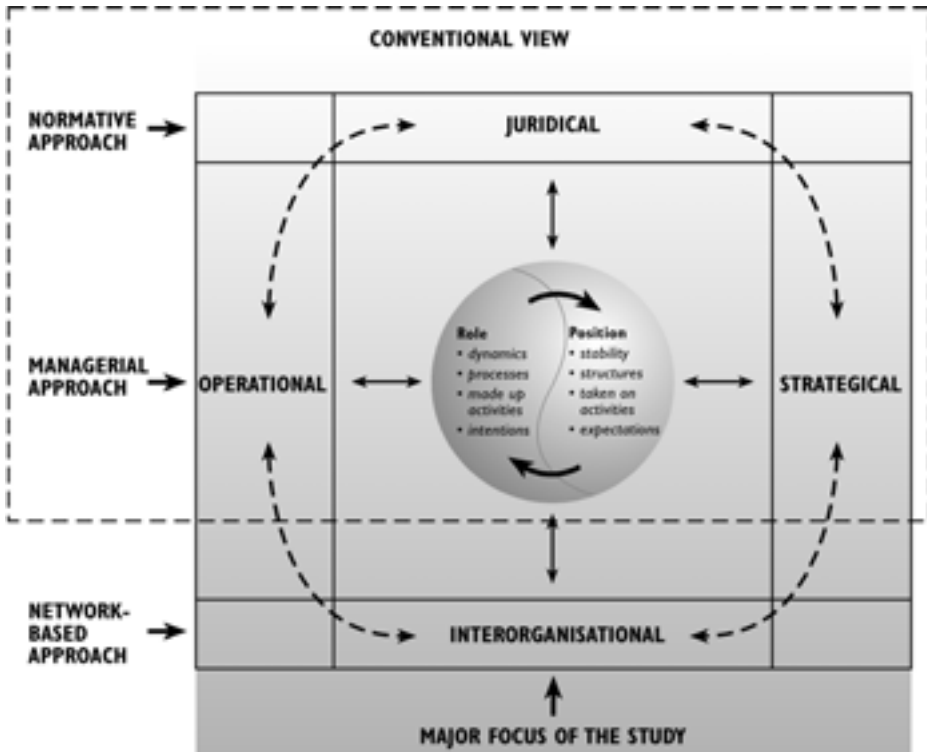 CONVENTIONAL VIEW
NORMATIVE
APPROACH
JURIDICAL
Role
• dynamics
• processes
• made up
activities
• intentions
Position
• stability
• structures
• taken on
activities
• expectations
MANAGERIAL
APPROACH
OPERATIONAL
STRATEGICAL
NETWORK-
BASED
APPROACH
INTERORGANISATIONAL
MAJOR FOCUS OF THE STUDY